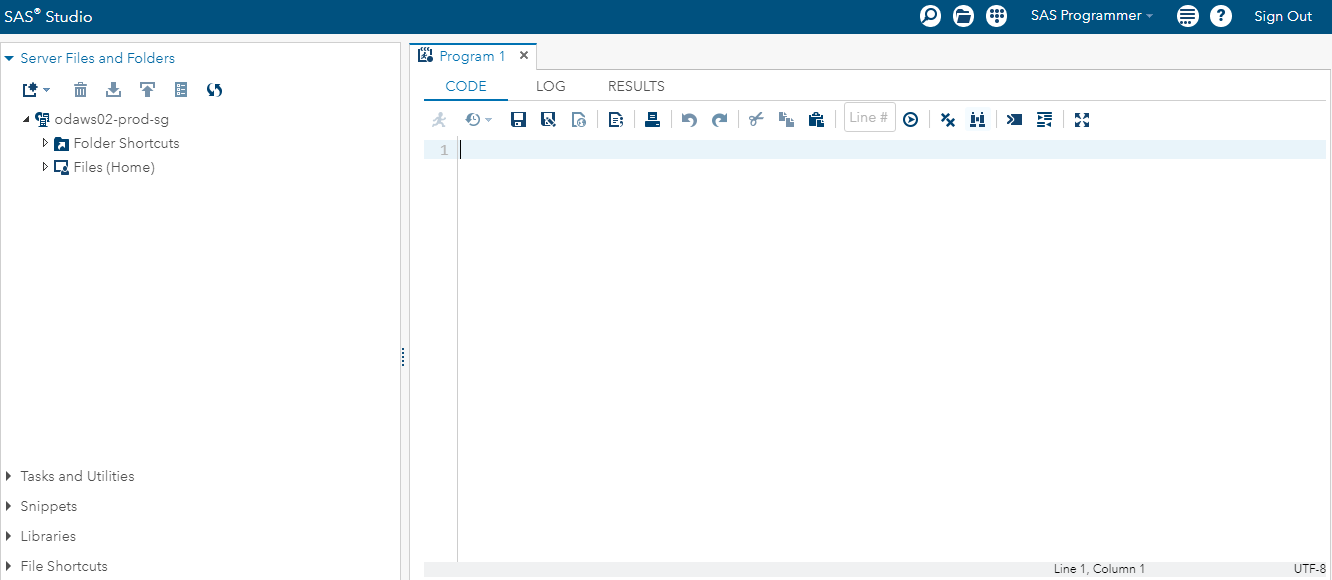 SAS® Studio
SAS Programmer
Sign Out
Server Files and Folders
odaws02-prod-sg
Folder Shortcuts
Files (Home)
Tasks and Utilities
Snippets
Libraries
File Shortcuts
Program 1
CODE LOG RESULTS
Line #
1
Line 1, Column 1
UTF-8